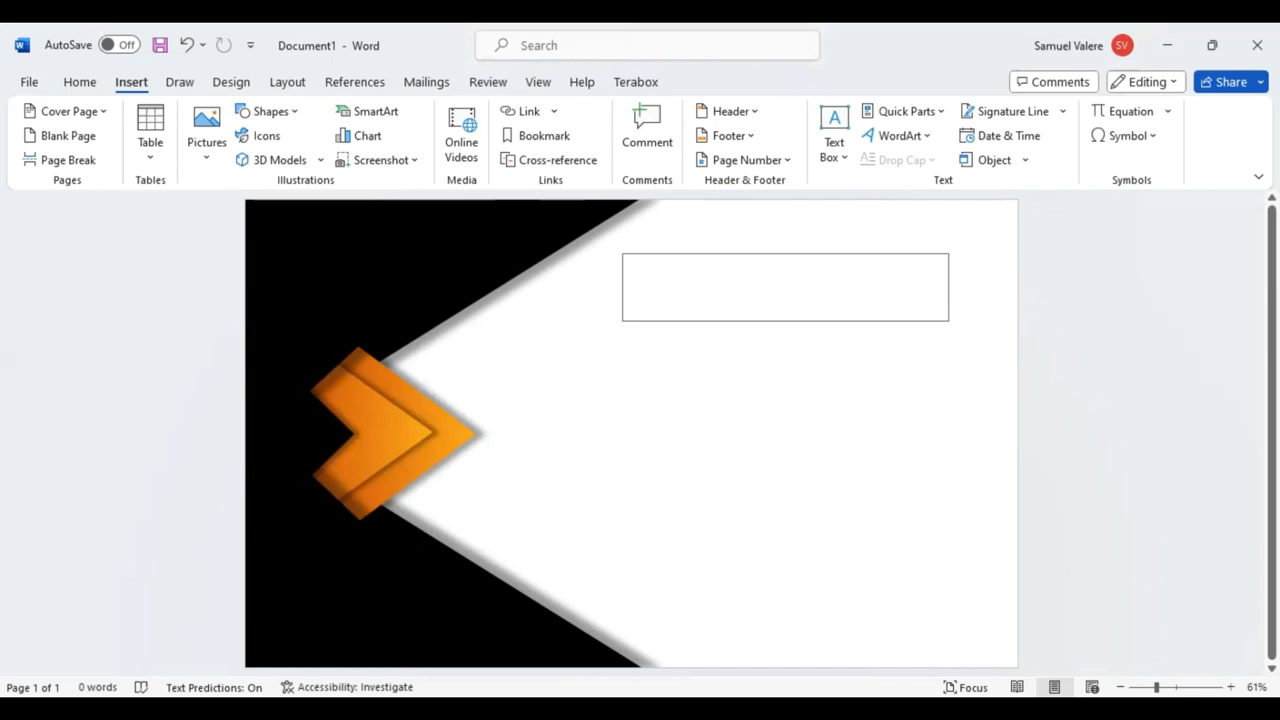 AutoSave Off Document1 - Word Search Samuel Valere SV
File Home Insert Draw Design Layout References Mailings Review View Help Terabox Comments Editing Share
Cover Page
Blank Page
Page Break
Pages
Table
Tables
Pictures
Shapes
Icons
3D Models
SmartArt
Chart
Screenshot
Illustrations
Online
Videos
Media
Link
Bookmark
Cross-reference
Links
Comment
Comments
Header
Footer
Page Number
Header & Footer
A
Text
Box
Quick Parts
WordArt
Drop Cap
Signature Line
Date & Time
Object
Text
Equation
Symbol
Symbols
Page 1 of 1 0 words Text Predictions: On Accessibility: Investigate Focus 61%